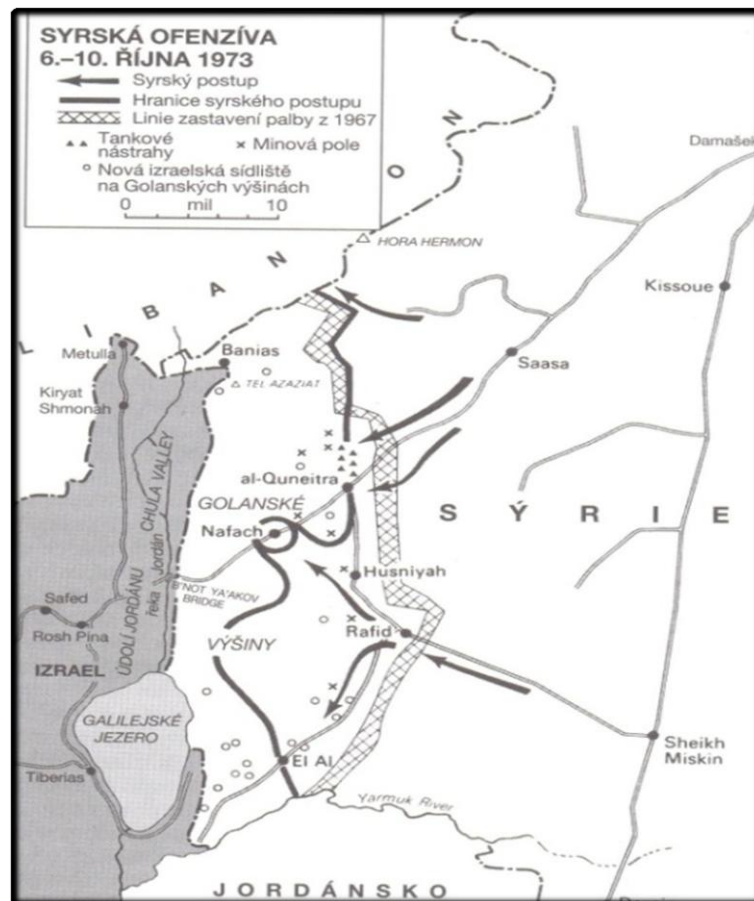 SYRSKÁ OFENZÍVA
6.–10. ŘÍJNA 1973
Syrský postup
Hranice syrského postupu
Linie zastavení palby z 1967
Tankové nástrahy
Minová pole
Nová izraelská sídliště
na Golanských výšinách
0 mil 10
LIBANON
HORA HERMON
Damašek
Kissoue
Metulla
Banias
TEL AZAZIAT
Saasa
Kiryat
Shmonah
CHULA VALLEY
řeka Jordán
ÚDOLÍ JORDÁNU
al-Quneitra
GOLANSKÉ
SÝRIE
Nafach
B'NOT YA'AKOV
BRIDGE
Husniyah
Safed
Rosh Pina
VÝŠINY
Rafid
IZRAEL
GALILEJSKÉ
JEZERO
Tiberias
El Al
Sheikh
Miskin
Yarmuk River
JORDÁNSKO